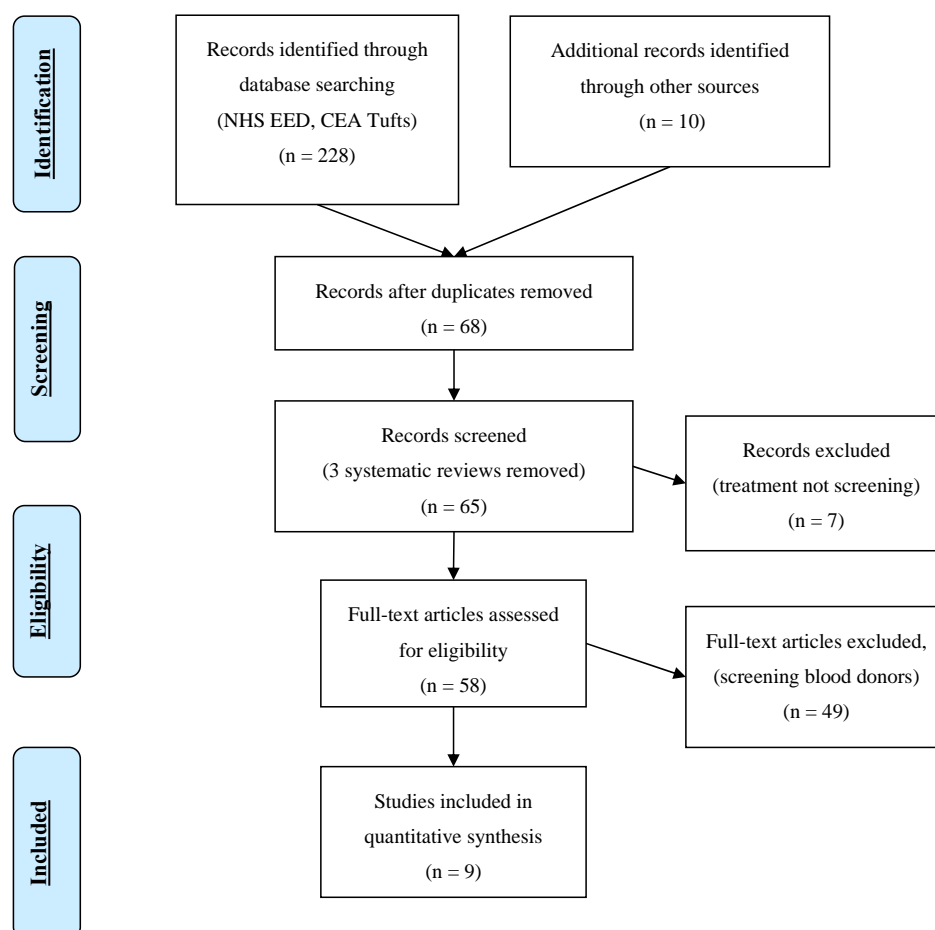 Identification
Records identified through
database searching
(NHS EED, CEA Tufts)
(n = 228)
Additional records identified
through other sources
(n = 10)
Screening
Records after duplicates removed
(n = 68)
Records screened
(3 systematic reviews removed)
(n = 65)
Records excluded
(treatment not screening)
(n = 7)
Eligibility
Full-text articles assessed
for eligibility
(n = 58)
Full-text articles excluded,
(screening blood donors)
(n = 49)
Included
Studies included in
quantitative synthesis
(n = 9)